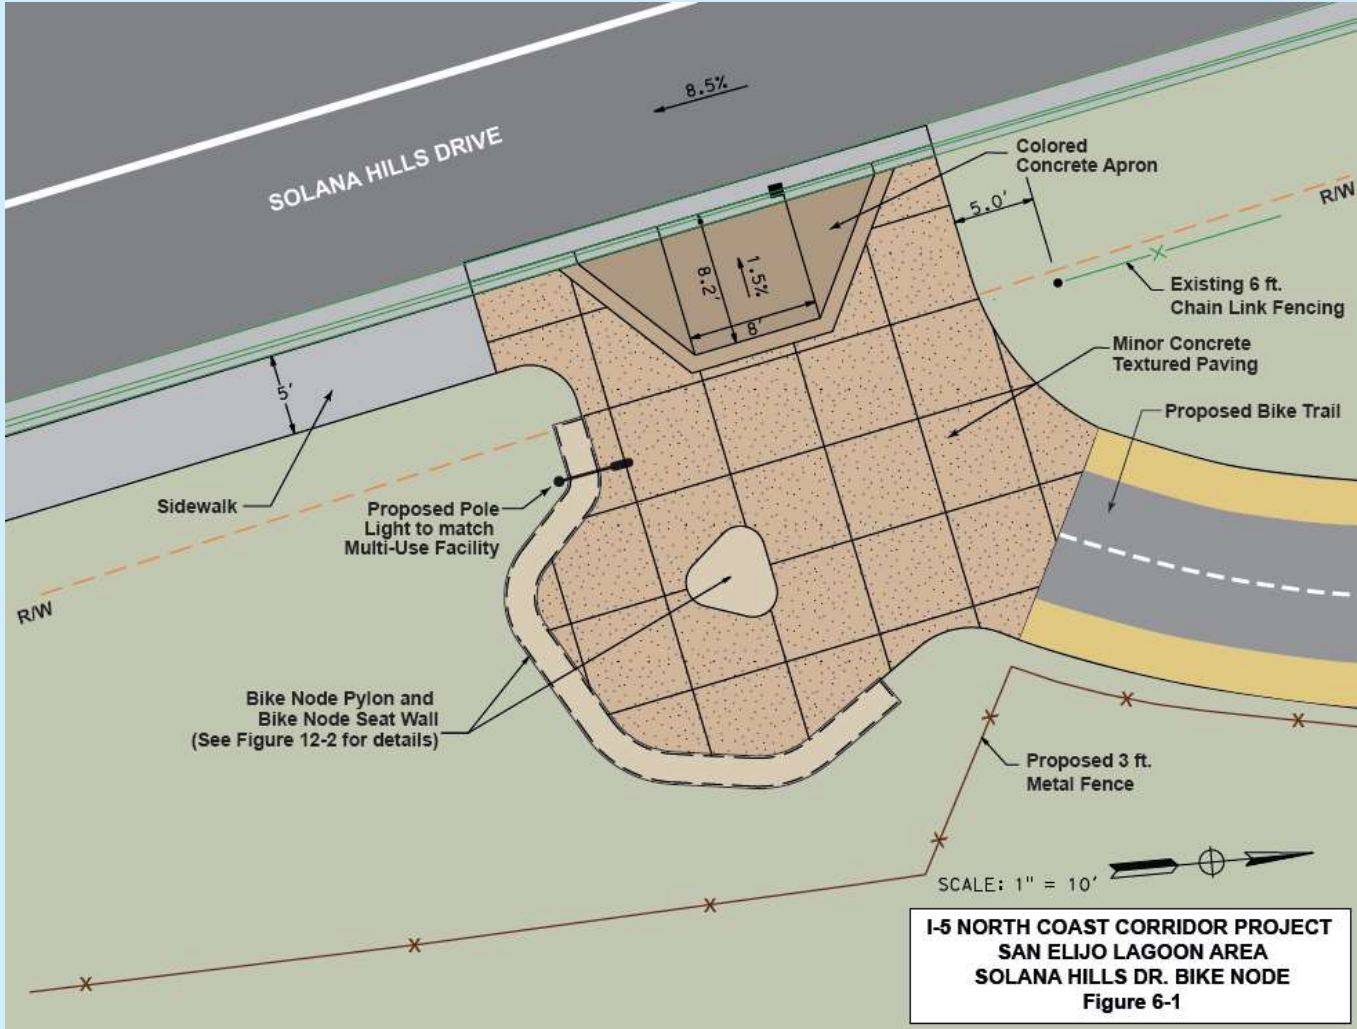 8.5%
SOLANA HILLS DRIVE
Colored
Concrete Apron
5.0'
R/W
1.5%
8.2'
8'
Existing 6 ft.
Chain Link Fencing
Minor Concrete
Textured Paving
5'
Proposed Bike Trail
Sidewalk
Proposed Pole
Light to match
Multi-Use Facility
R/W
Bike Node Pylon and
Bike Node Seat Wall
(See Figure 12-2 for details)
Proposed 3 ft.
Metal Fence
SCALE: 1" = 10'
I-5 NORTH COAST CORRIDOR PROJECT
SAN ELIJO LAGOON AREA
SOLANA HILLS DR. BIKE NODE
Figure 6-1